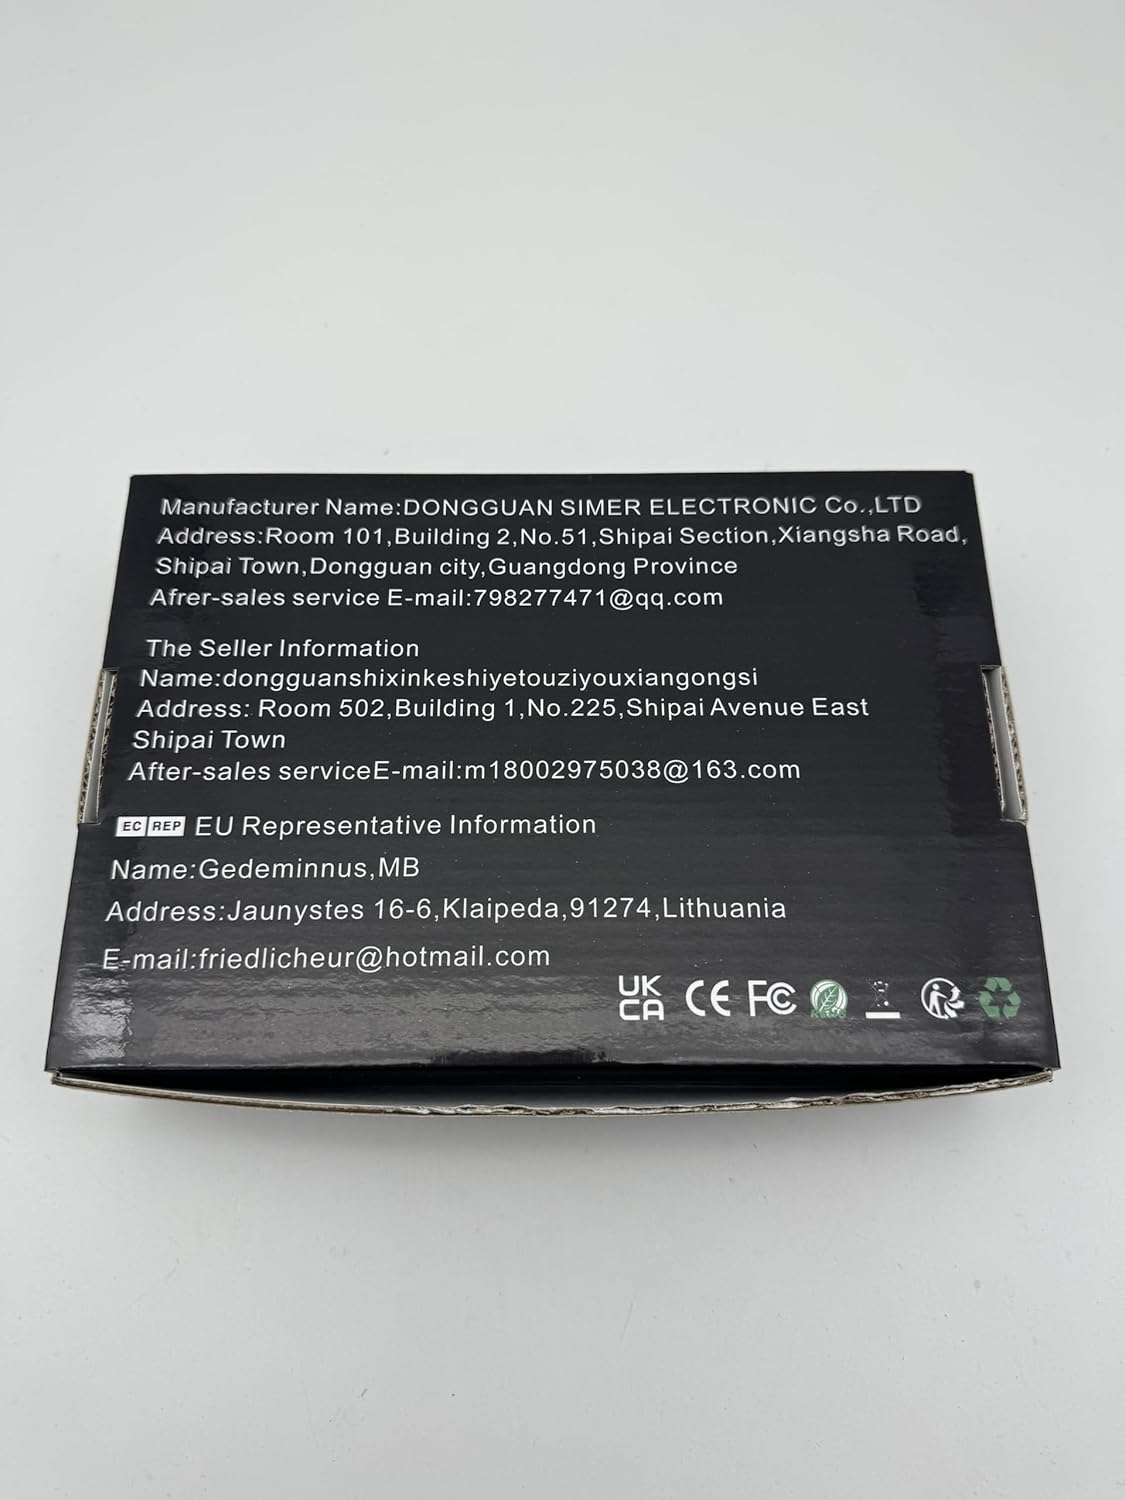 Manufacturer Name:DONGGUAN SIMER ELECTRONIC Co.,LTD
Address:Room 101,Building 2,No.51,Shipai Section,Xiangsha Road,
Shipai Town,Dongguan city,Guangdong Province
Afrer-sales service E-mail:798277471@qq.com
The Seller Information
Name:dongguanshixinkeshiyetouziyouxiangongsi
Address: Room 502,Building 1,No.225,Shipai Avenue East
Shipai Town
After-sales serviceE-mail:m18002975038@163.com
EC REP EU Representative Information
Name:Gedeminnus,MB
Address:Jaunystes 16-6,Klaipeda,91274,Lithuania
E-mail:friedlicheur@hotmail.com
UK
CA CE FC